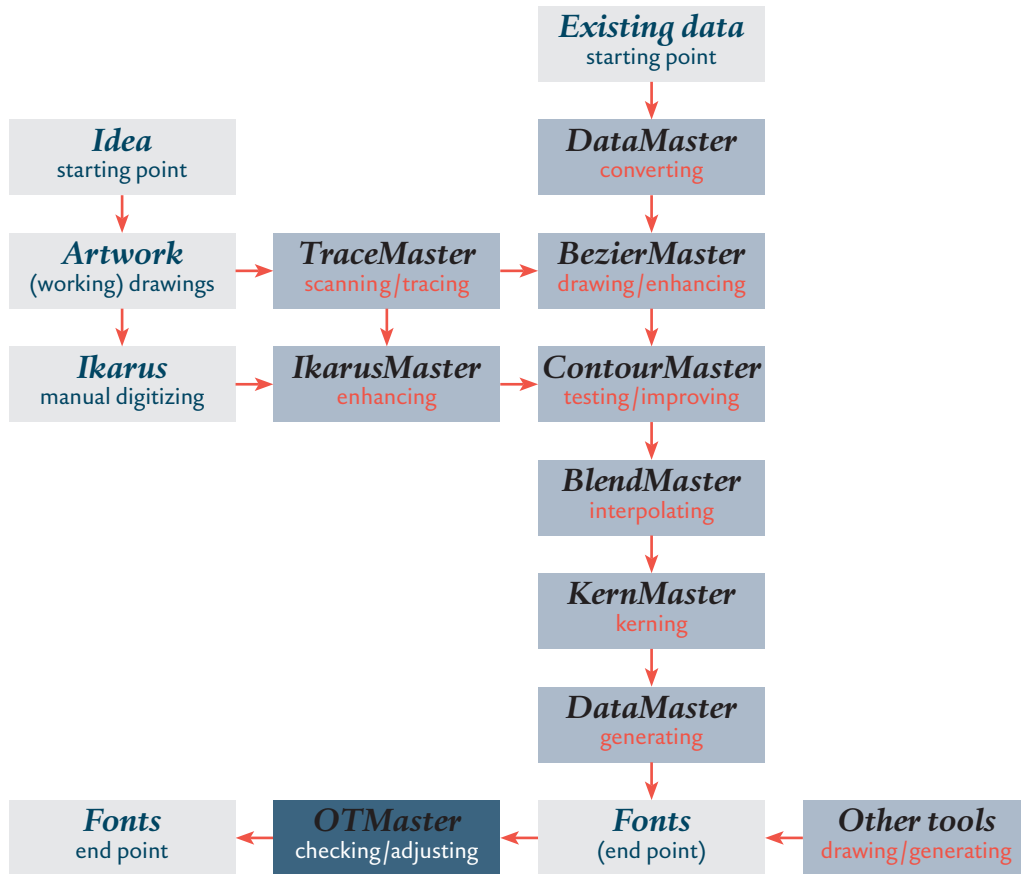 Existing data
starting point
Idea
starting point
DataMaster
converting
Artwork
(working) drawings
TraceMaster
scanning/tracing
BezierMaster
drawing/enhancing
Ikarus
manual digitizing
IkarusMaster
enhancing
ContourMaster
testing/improving
BlendMaster
interpolating
KernMaster
kerning
DataMaster
generating
Fonts
end point
OTMaster
checking/adjusting
Fonts
(end point)
Other tools
drawing/generating